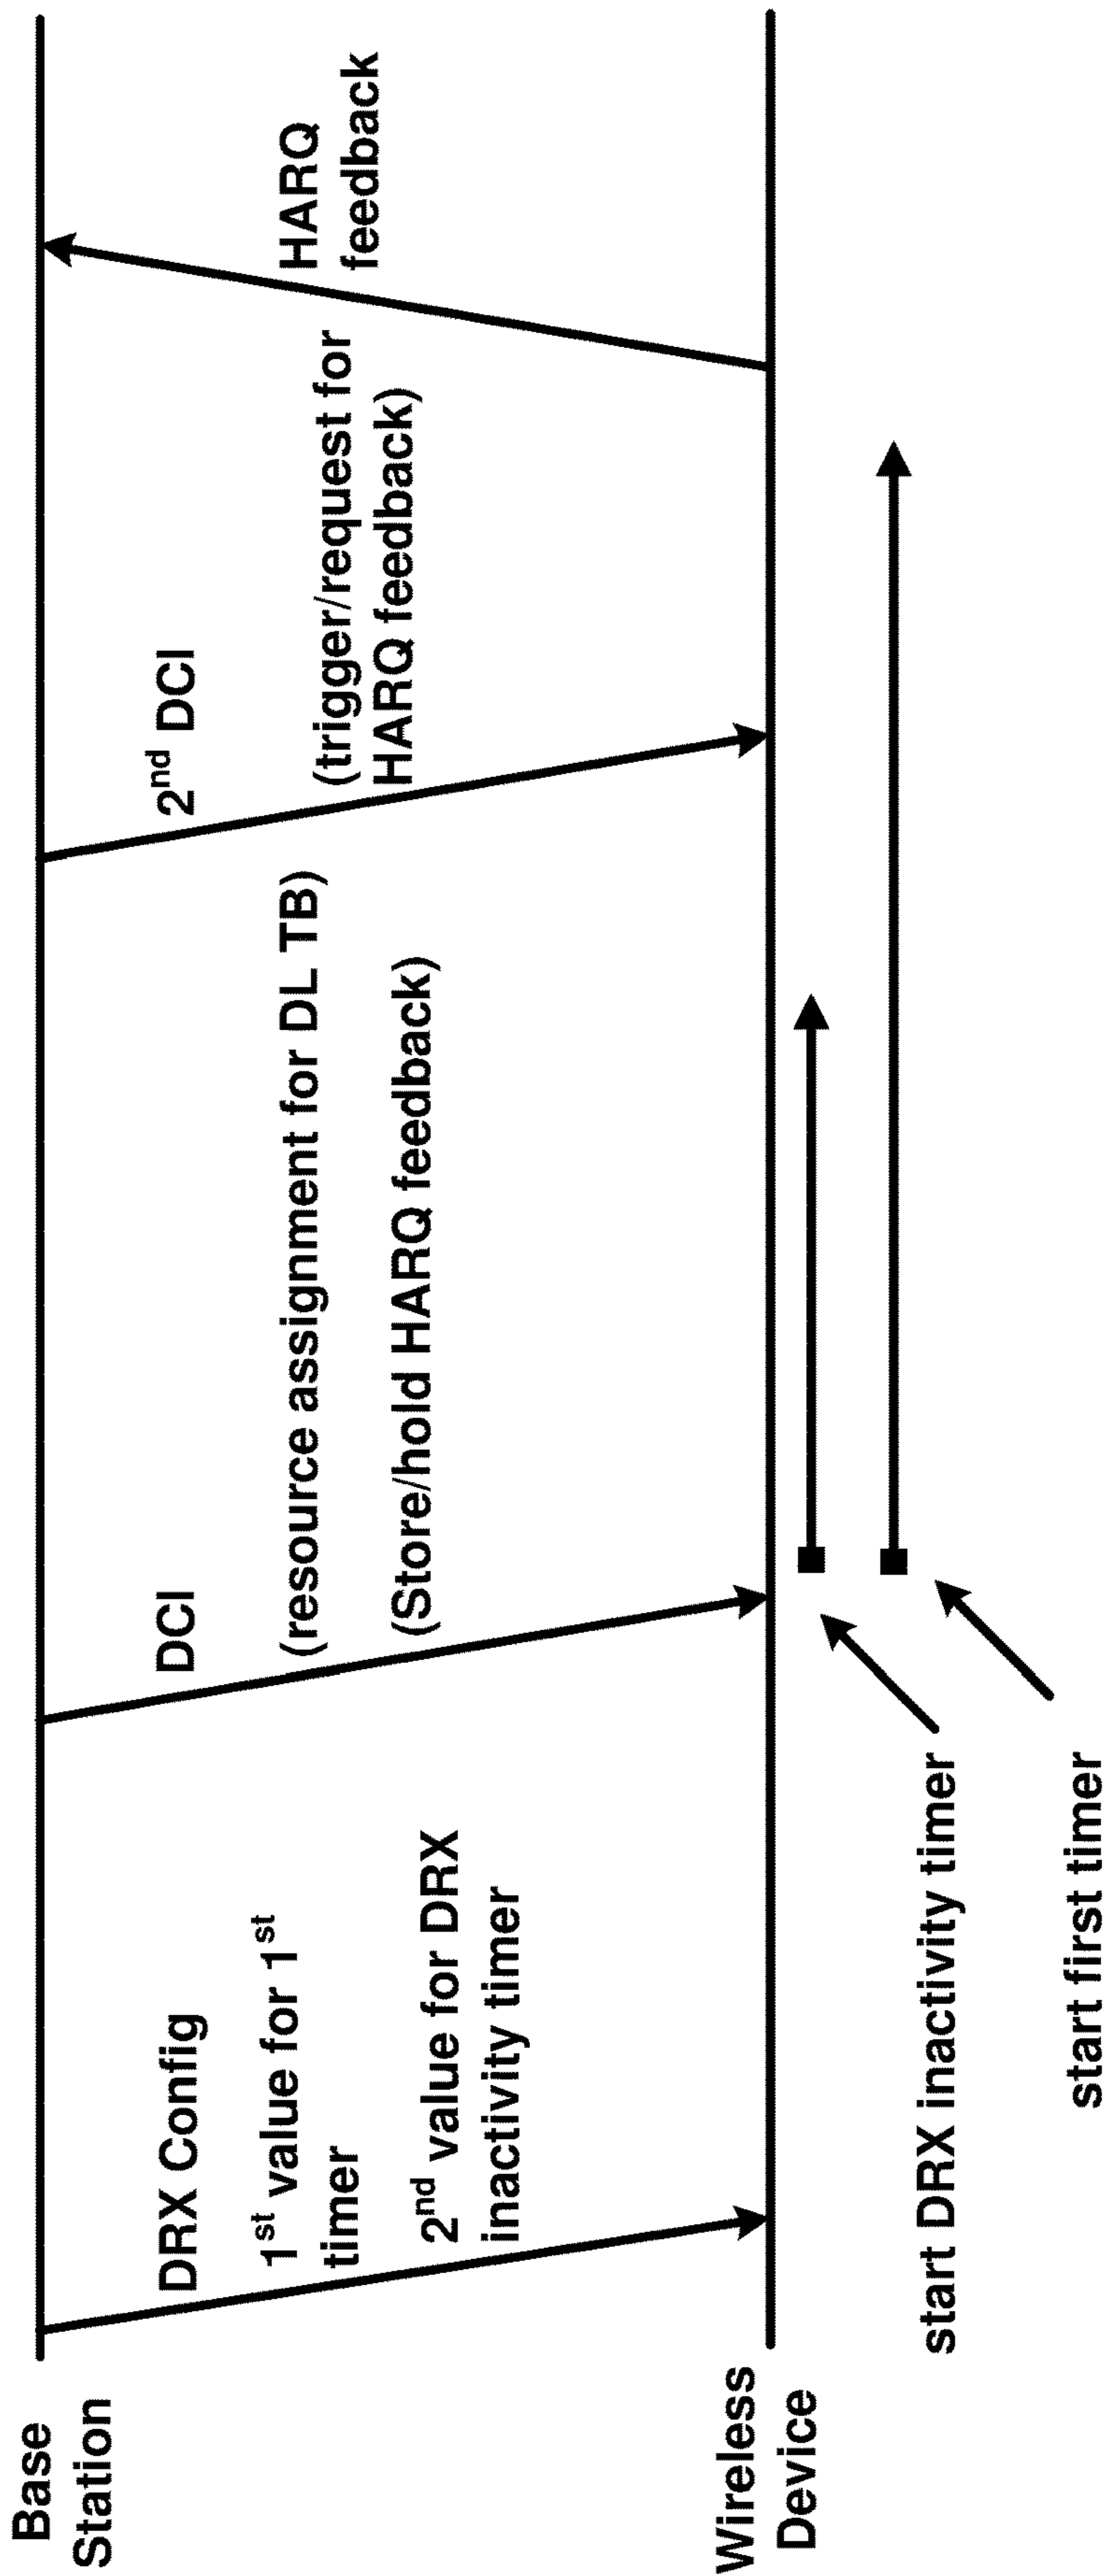 Base
Station
DRX Config
1st value for 1st
timer
2nd value for DRX
inactivity timer
DCI
(resource assignment for DL TB)
(Store/hold HARQ feedback)
2nd DCI
(trigger/request for
HARQ feedback)
HARQ
feedback
Wireless
Device
start DRX inactivity timer
start first timer